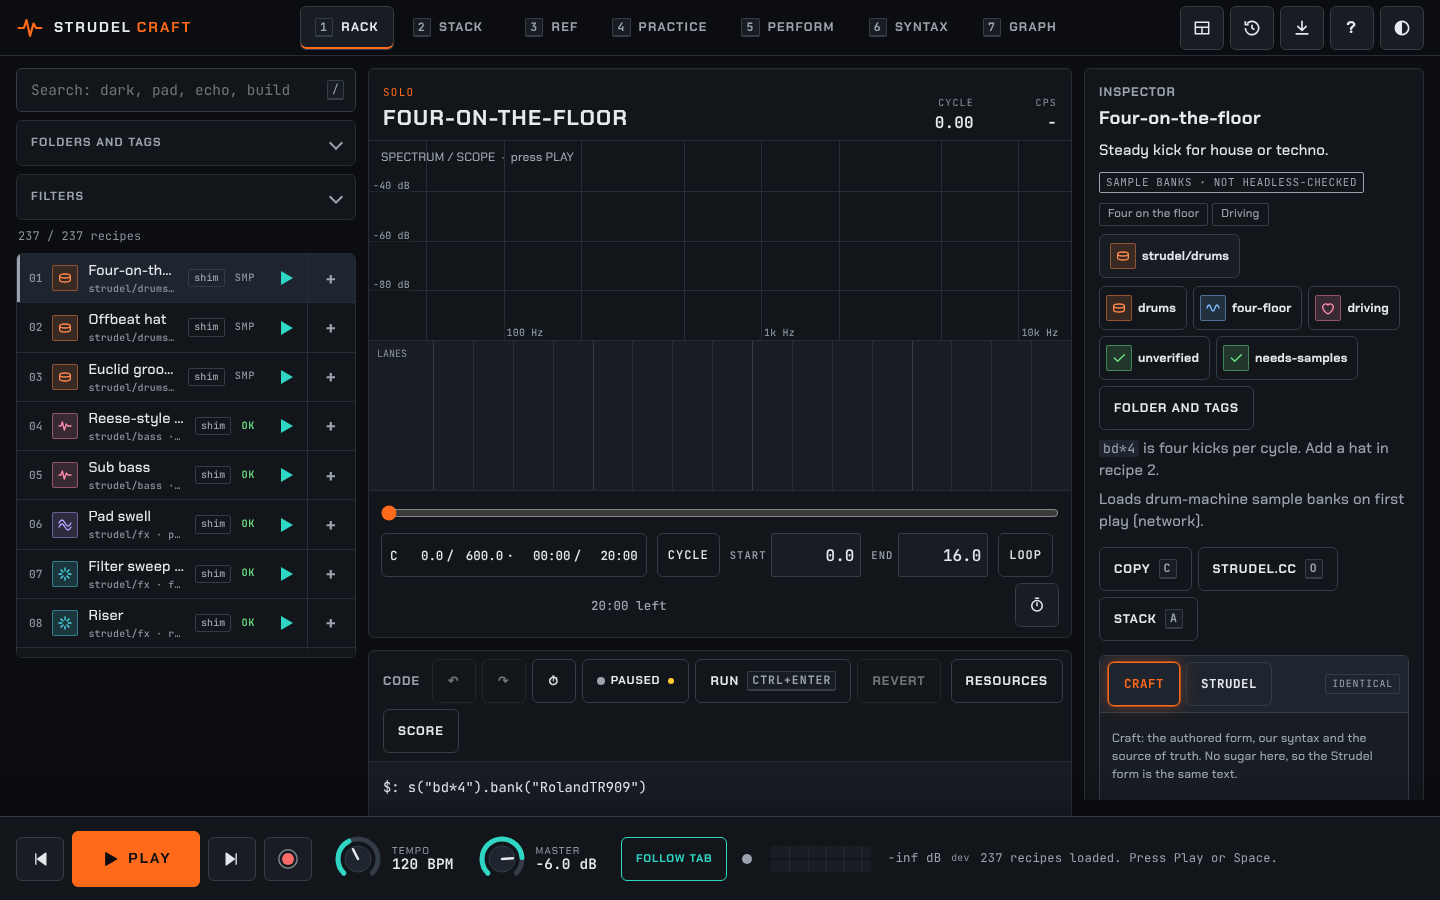 STRUDEL CRAFT
1 RACK
2 STACK
3 REF
4 PRACTICE
5 PERFORM
6 SYNTAX
7 GRAPH
?
Search: dark, pad, echo, build /
FOLDERS AND TAGS
FILTERS
237 / 237 recipes
01 Four-on-th… shim SMP +
strudel/drums…
02 Offbeat hat shim SMP +
strudel/drums…
03 Euclid groo… shim SMP +
strudel/drums…
04 Reese-style … shim OK +
strudel/bass ·…
05 Sub bass shim OK +
strudel/bass ·…
06 Pad swell shim OK +
strudel/fx · p…
07 Filter sweep … shim OK +
strudel/fx · f…
08 Riser shim OK +
strudel/fx · r…
SOLO
FOUR-ON-THE-FLOOR
CYCLE
0.00
CPS
-
SPECTRUM / SCOPE · press PLAY
-40 dB
-60 dB
-80 dB
100 Hz
1k Hz
10k Hz
LANES
C 0.0 / 600.0 · 00:00 / 20:00
CYCLE
START 0.0
END 16.0
LOOP
20:00 left
CODE
PAUSED
RUN CTRL+ENTER
REVERT
RESOURCES
SCORE
$: s("bd*4").bank("RolandTR909")
INSPECTOR
Four-on-the-floor
Steady kick for house or techno.
SAMPLE BANKS · NOT HEADLESS-CHECKED
Four on the floor
Driving
strudel/drums
drums
four-floor
driving
unverified
needs-samples
FOLDER AND TAGS
bd*4 is four kicks per cycle. Add a hat in
recipe 2.
Loads drum-machine sample banks on first
play (network).
COPY C
STRUDEL.CC O
STACK A
CRAFT
STRUDEL
IDENTICAL
Craft: the authored form, our syntax and the
source of truth. No sugar here, so the Strudel
form is the same text.
PLAY
TEMPO
120 BPM
MASTER
-6.0 dB
FOLLOW TAB
-inf dB
dev
237 recipes loaded. Press Play or Space.